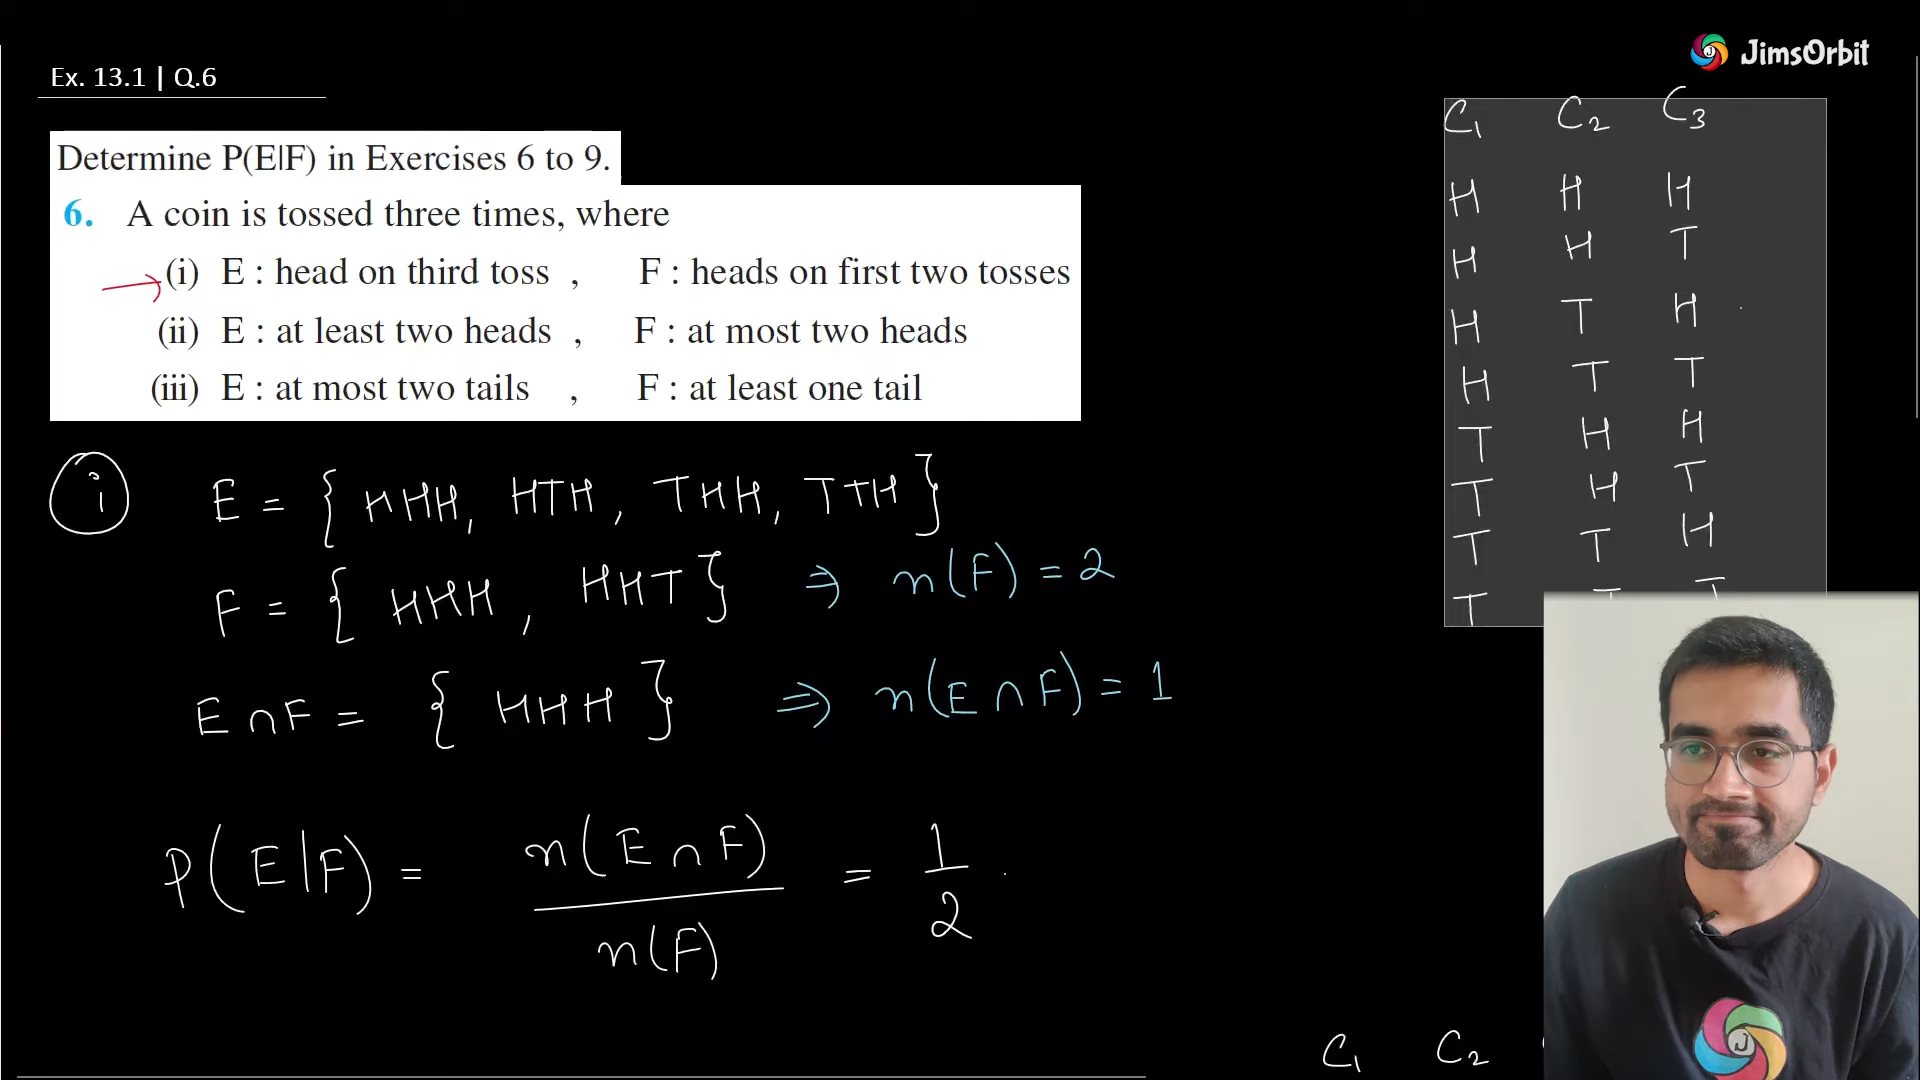 JimsOrbit
Ex. 13.1 | Q.6
Determine P(E|F) in Exercises 6 to 9.
6. A coin is tossed three times, where
(i) E : head on third toss , F : heads on first two tosses
(ii) E : at least two heads , F : at most two heads
(iii) E : at most two tails , F : at least one tail
C₁ C₂ C₃
H H H
H H T
H T H
H T T
T H H
T H T
T T H
T T T
i E = { HHH, HTH, THH, TTH }
F = { HHH, HHT } ⇒ n(F) = 2
E ∩ F = { HHH } ⇒ n(E ∩ F) = 1
P(E|F) = n(E ∩ F) / n(F) = 1/2
J
C₁ C₂